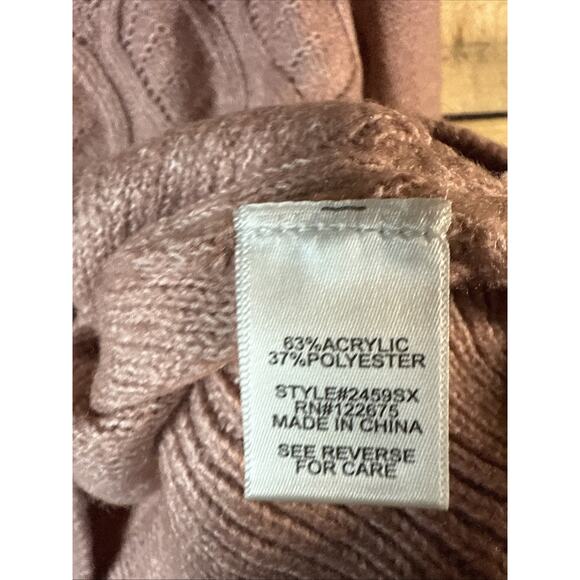 63%ACRYLIC
37%POLYESTER
STYLE#2459SX
RN#122675
MADE IN CHINA
SEE REVERSE
FOR CARE